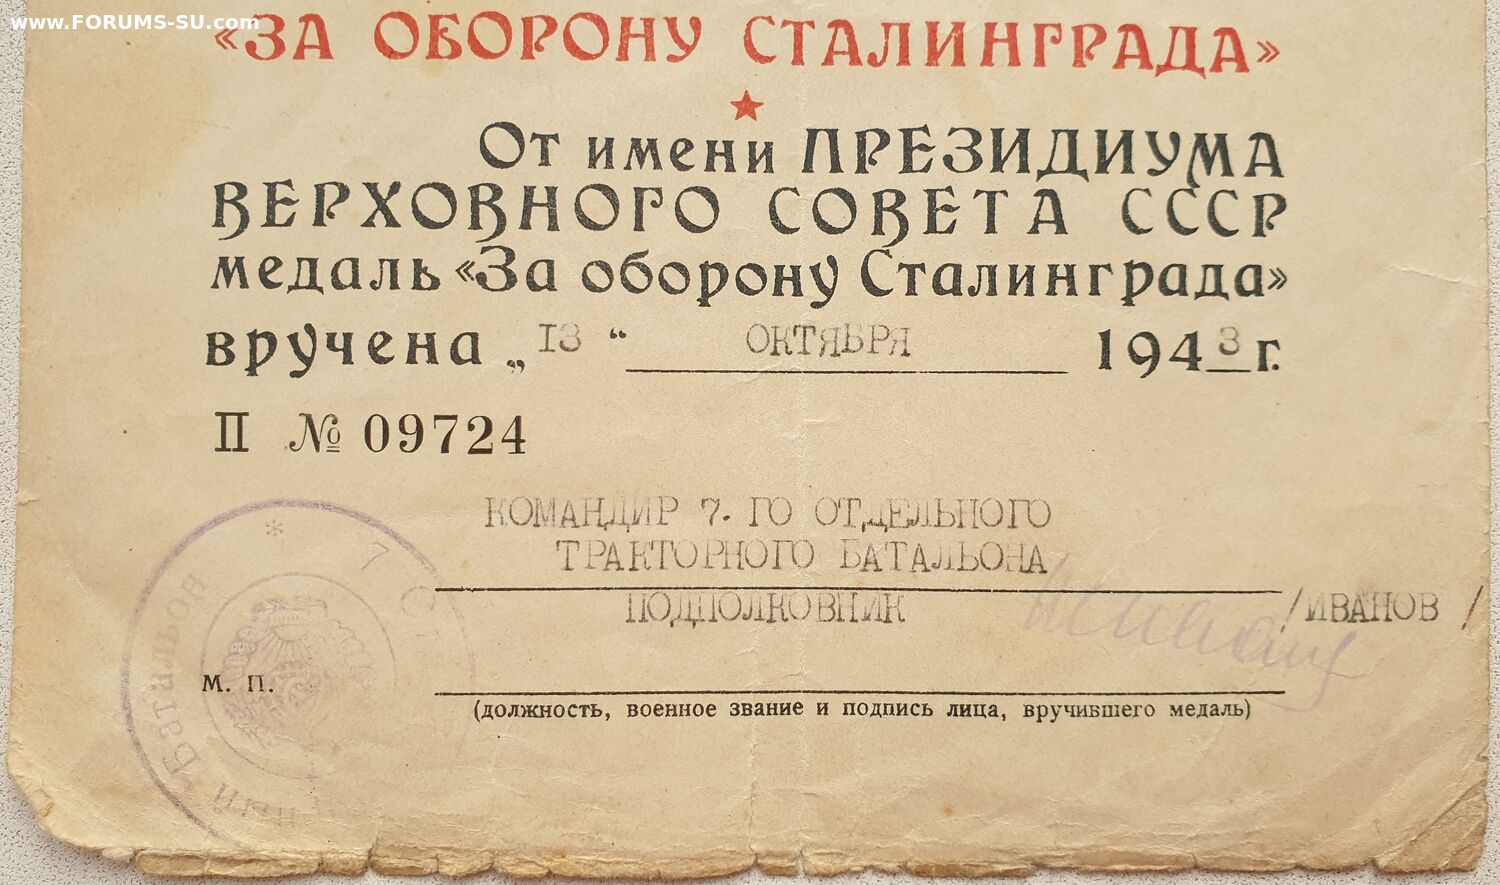 www.FORUMS-SU.com
«ЗА ОБОРОНУ СТАЛИНГРАДА»
От имени ПРЕЗИДИУМА
ВЕРХОВНОГО СОВЕТА СССР
медаль «За оборону Сталинграда»
вручена „13“ ОКТЯБРЯ 1943 г.
П № 09724
КОМАНДИР 7.ГО ОТДЕЛЬНОГО
ТРАКТОРНОГО БАТАЛЬОНА
ПОДПОЛКОВНИК /ИВАНОВ /
М. П.
(должность, военное звание и подпись лица, вручившего медаль)